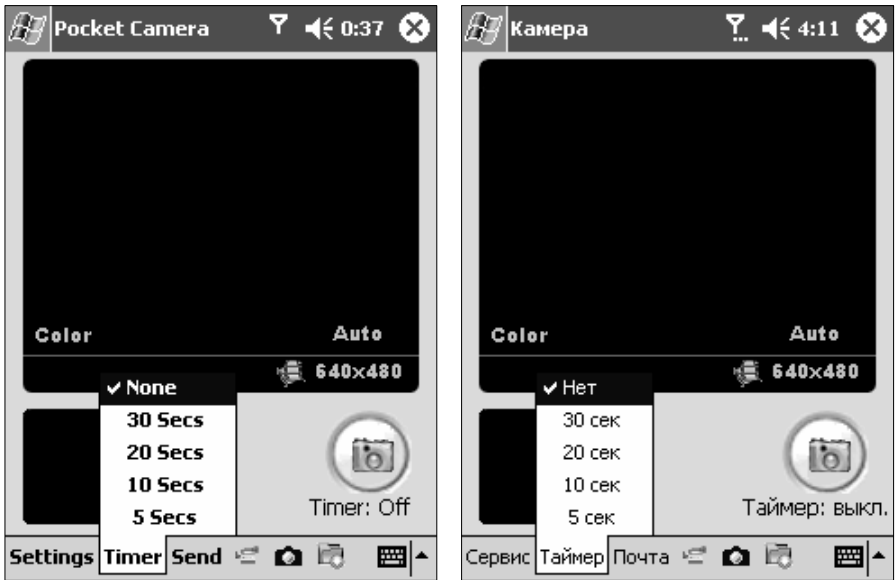 Pocket Camera 0:37
Color Auto
640x480
None
30 Secs
20 Secs
10 Secs
5 Secs
Timer: Off
Settings Timer Send
Камера 4:11
Color Auto
640x480
Нет
30 сек
20 сек
10 сек
5 сек
Таймер: выкл.
Сервис Таймер Почта